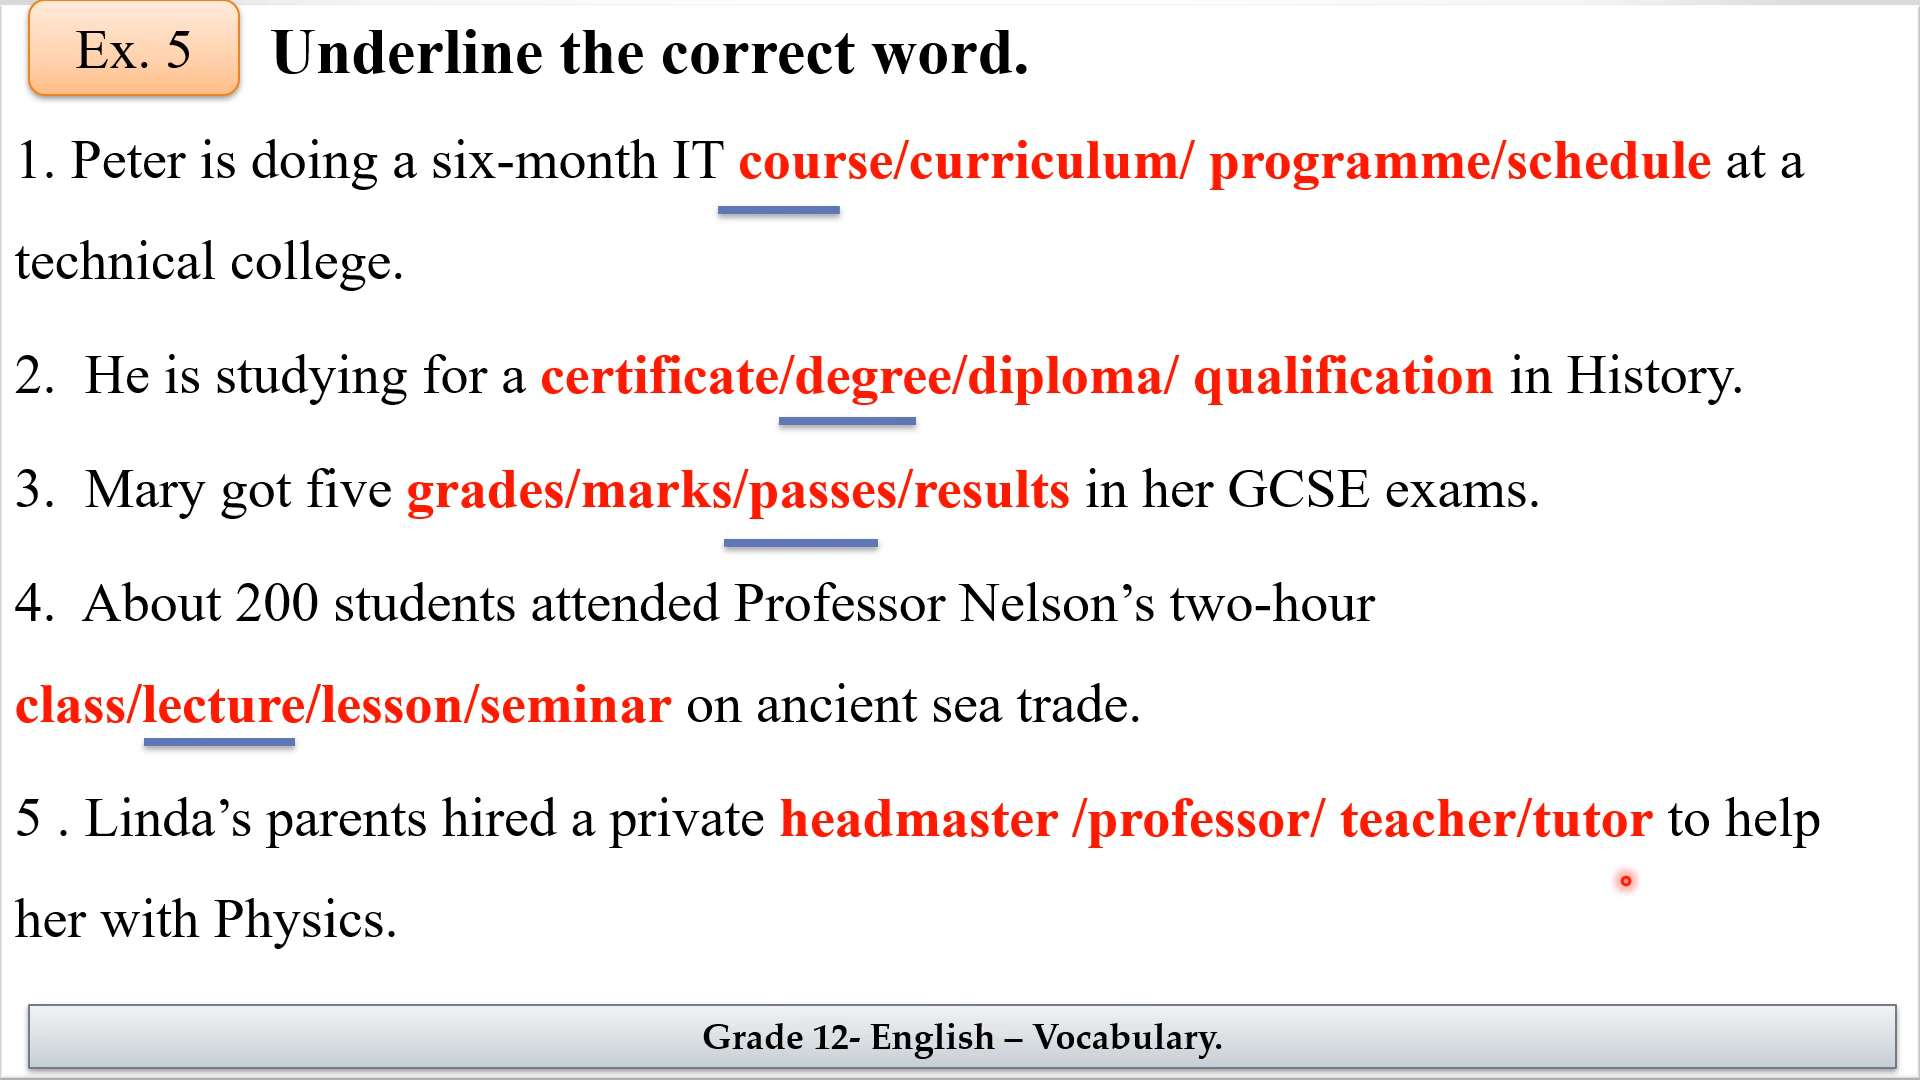 Ex. 5
Underline the correct word.
1. Peter is doing a six-month IT course/curriculum/ programme/schedule at a
technical college.
2. He is studying for a certificate/degree/diploma/ qualification in History.
3. Mary got five grades/marks/passes/results in her GCSE exams.
4. About 200 students attended Professor Nelson’s two-hour
class/lecture/lesson/seminar on ancient sea trade.
5 . Linda’s parents hired a private headmaster /professor/ teacher/tutor to help
her with Physics.
Grade 12- English – Vocabulary.